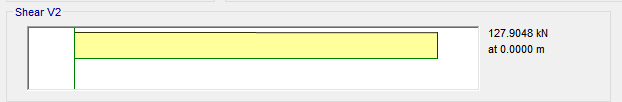 Shear V2
127.9048 kN
at 0.0000 m